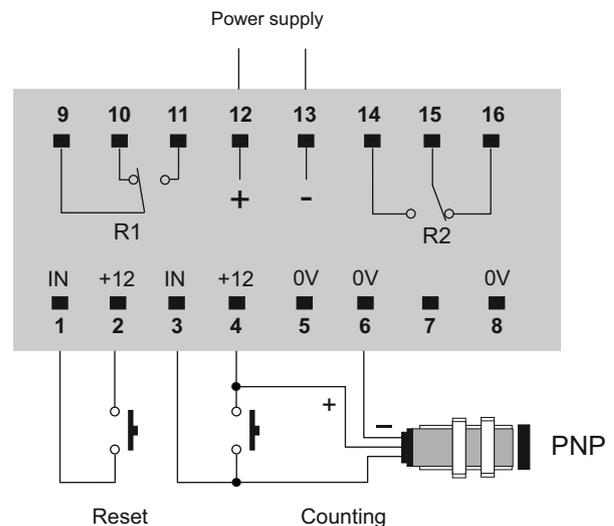 Power supply
9 10 11 12 13 14 15 16
+ -
R1 R2
IN +12 IN +12 0V 0V 0V
1 2 3 4 5 6 7 8
+ −
PNP
Reset Counting